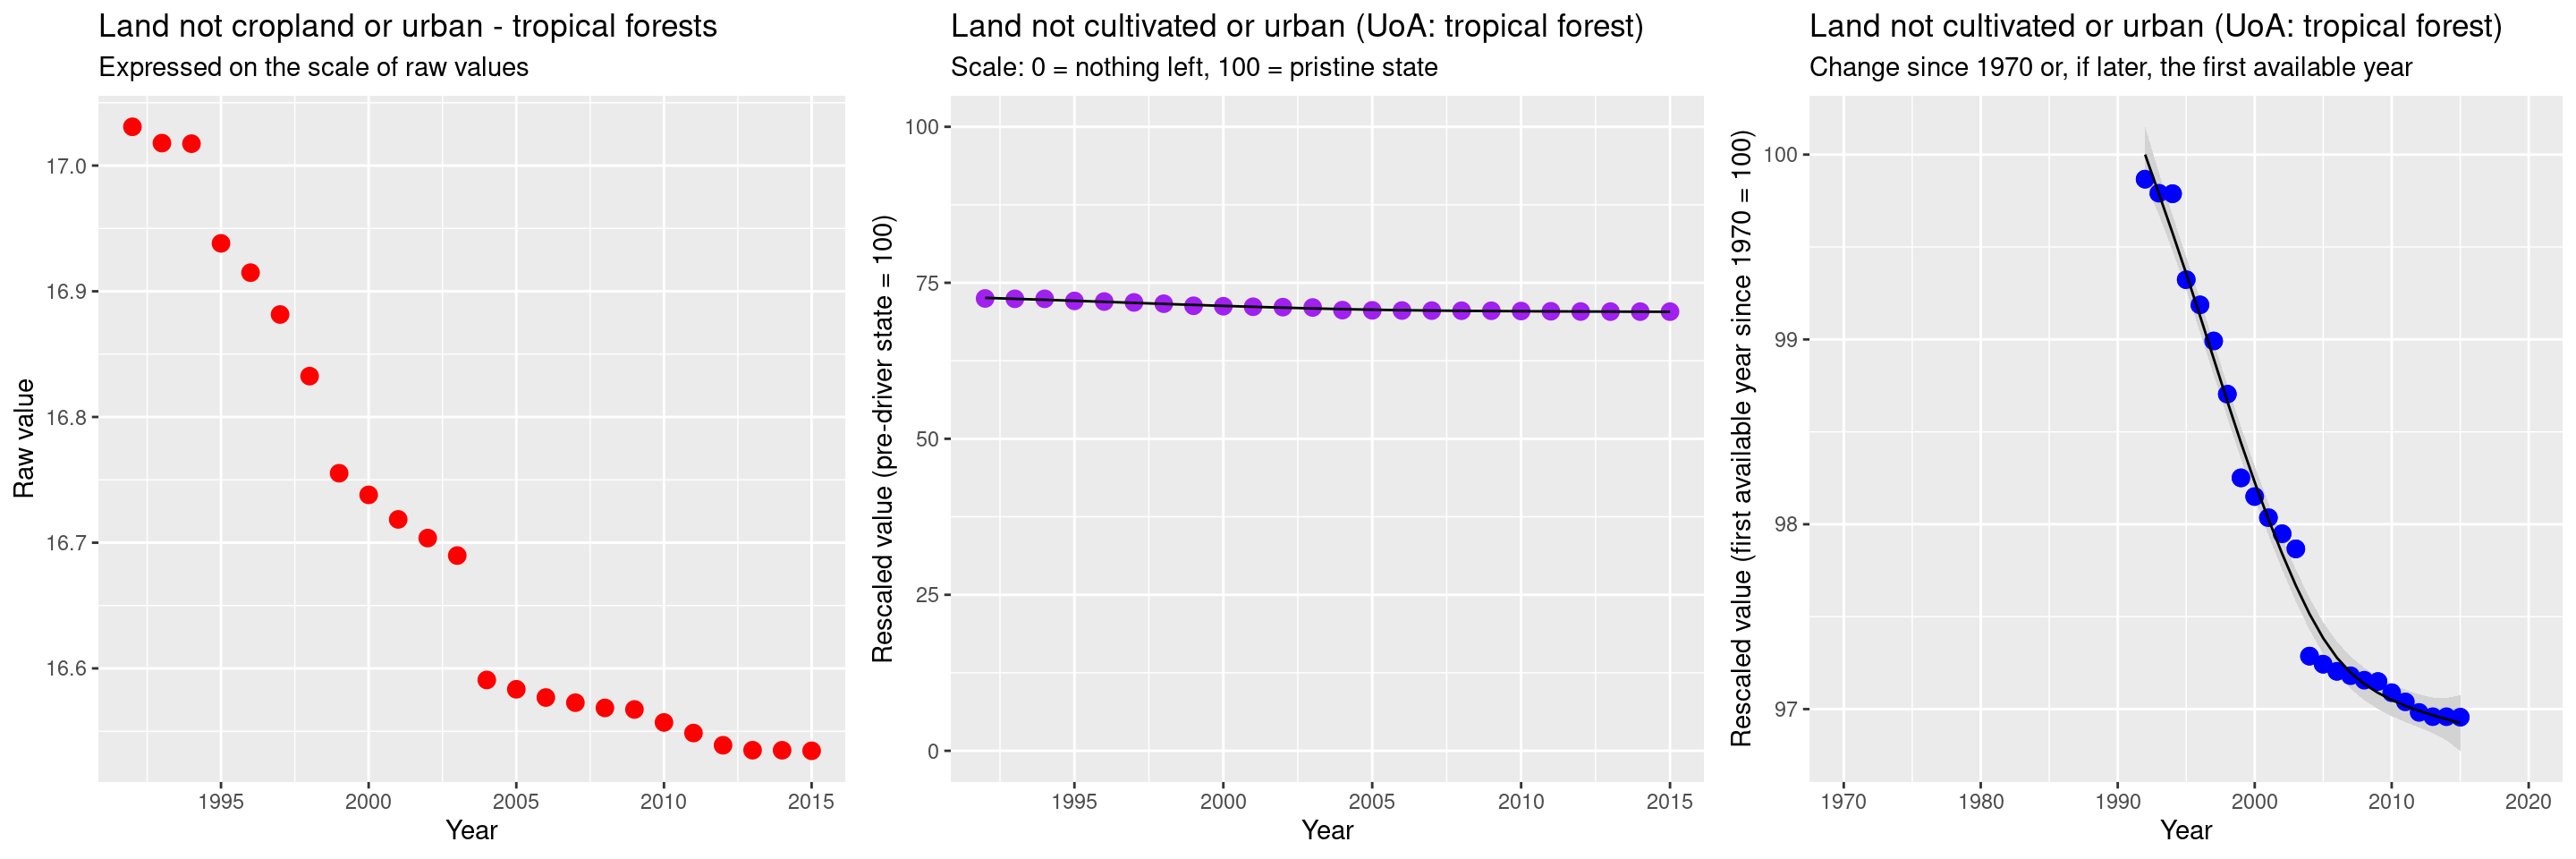 Land not cropland or urban - tropical forests
Expressed on the scale of raw values
Raw value
17.0
16.9
16.8
16.7
16.6
1995
2000
2005
2010
2015
Year
Land not cultivated or urban (UoA: tropical forest)
Scale: 0 = nothing left, 100 = pristine state
Rescaled value (pre-driver state = 100)
100
75
50
25
0
1995
2000
2005
2010
2015
Year
Land not cultivated or urban (UoA: tropical forest)
Change since 1970 or, if later, the first available year
Rescaled value (first available year since 1970 = 100)
100
99
98
97
1970
1980
1990
2000
2010
2020
Year